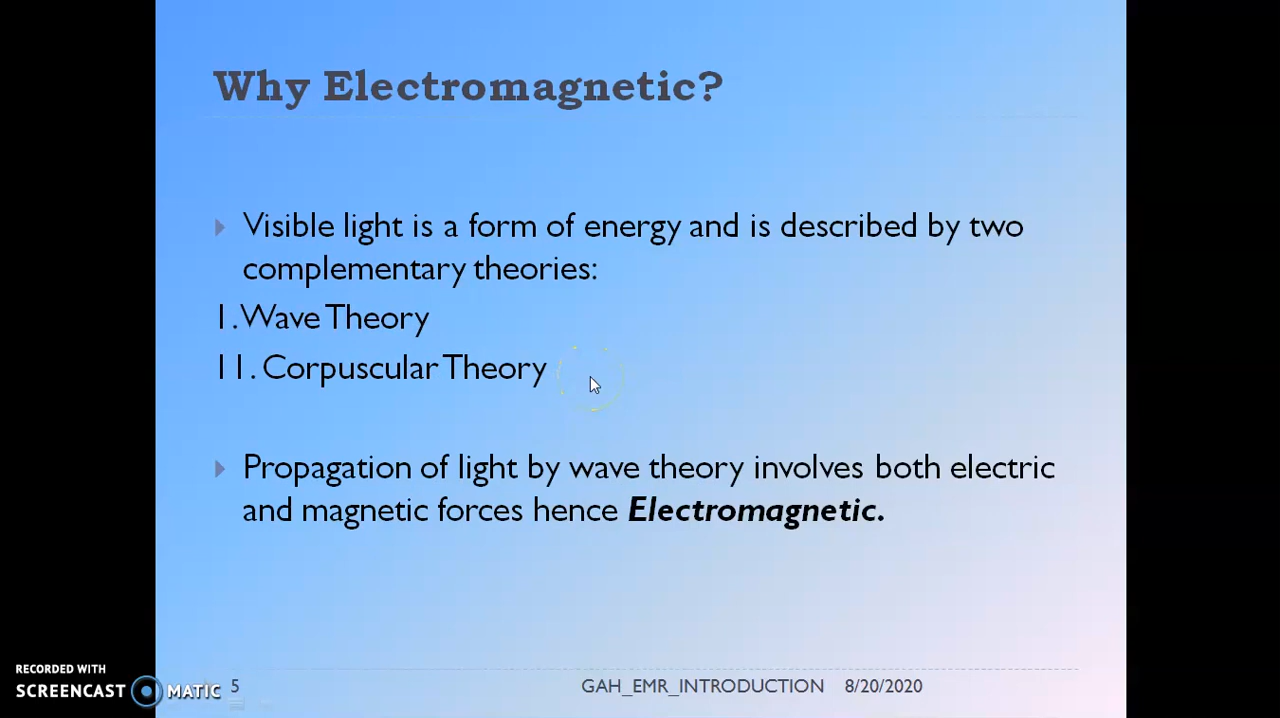 Why Electromagnetic?
Visible light is a form of energy and is described by two
complementary theories:
1. Wave Theory
11. Corpuscular Theory
Propagation of light by wave theory involves both electric
and magnetic forces hence Electromagnetic.
RECORDED WITH
SCREENCAST MATIC
5
GAH_EMR_INTRODUCTION 8/20/2020